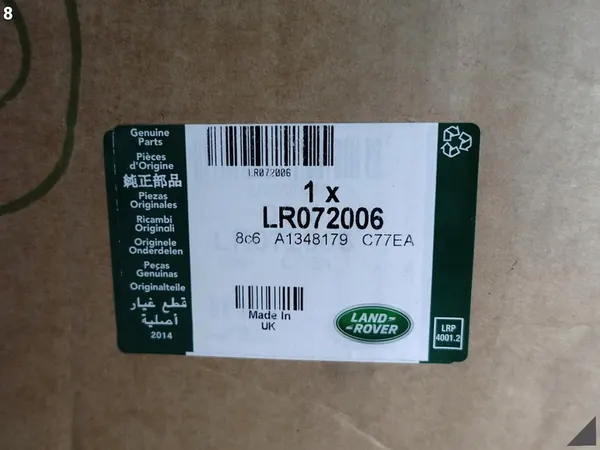 8
Genuine
Parts
Pièces
d'Origine
純正部品
Piezas
Originales
Ricambi
Originali
Originele
Onderdelen
Peças
Genuinas
Originalteile
قطع غيار
أصلية
2014
LR072006
1 x
LR072006
8c6 A1348179 C77EA
Made In
UK
LAND-
-ROVER
LRP
4001.2